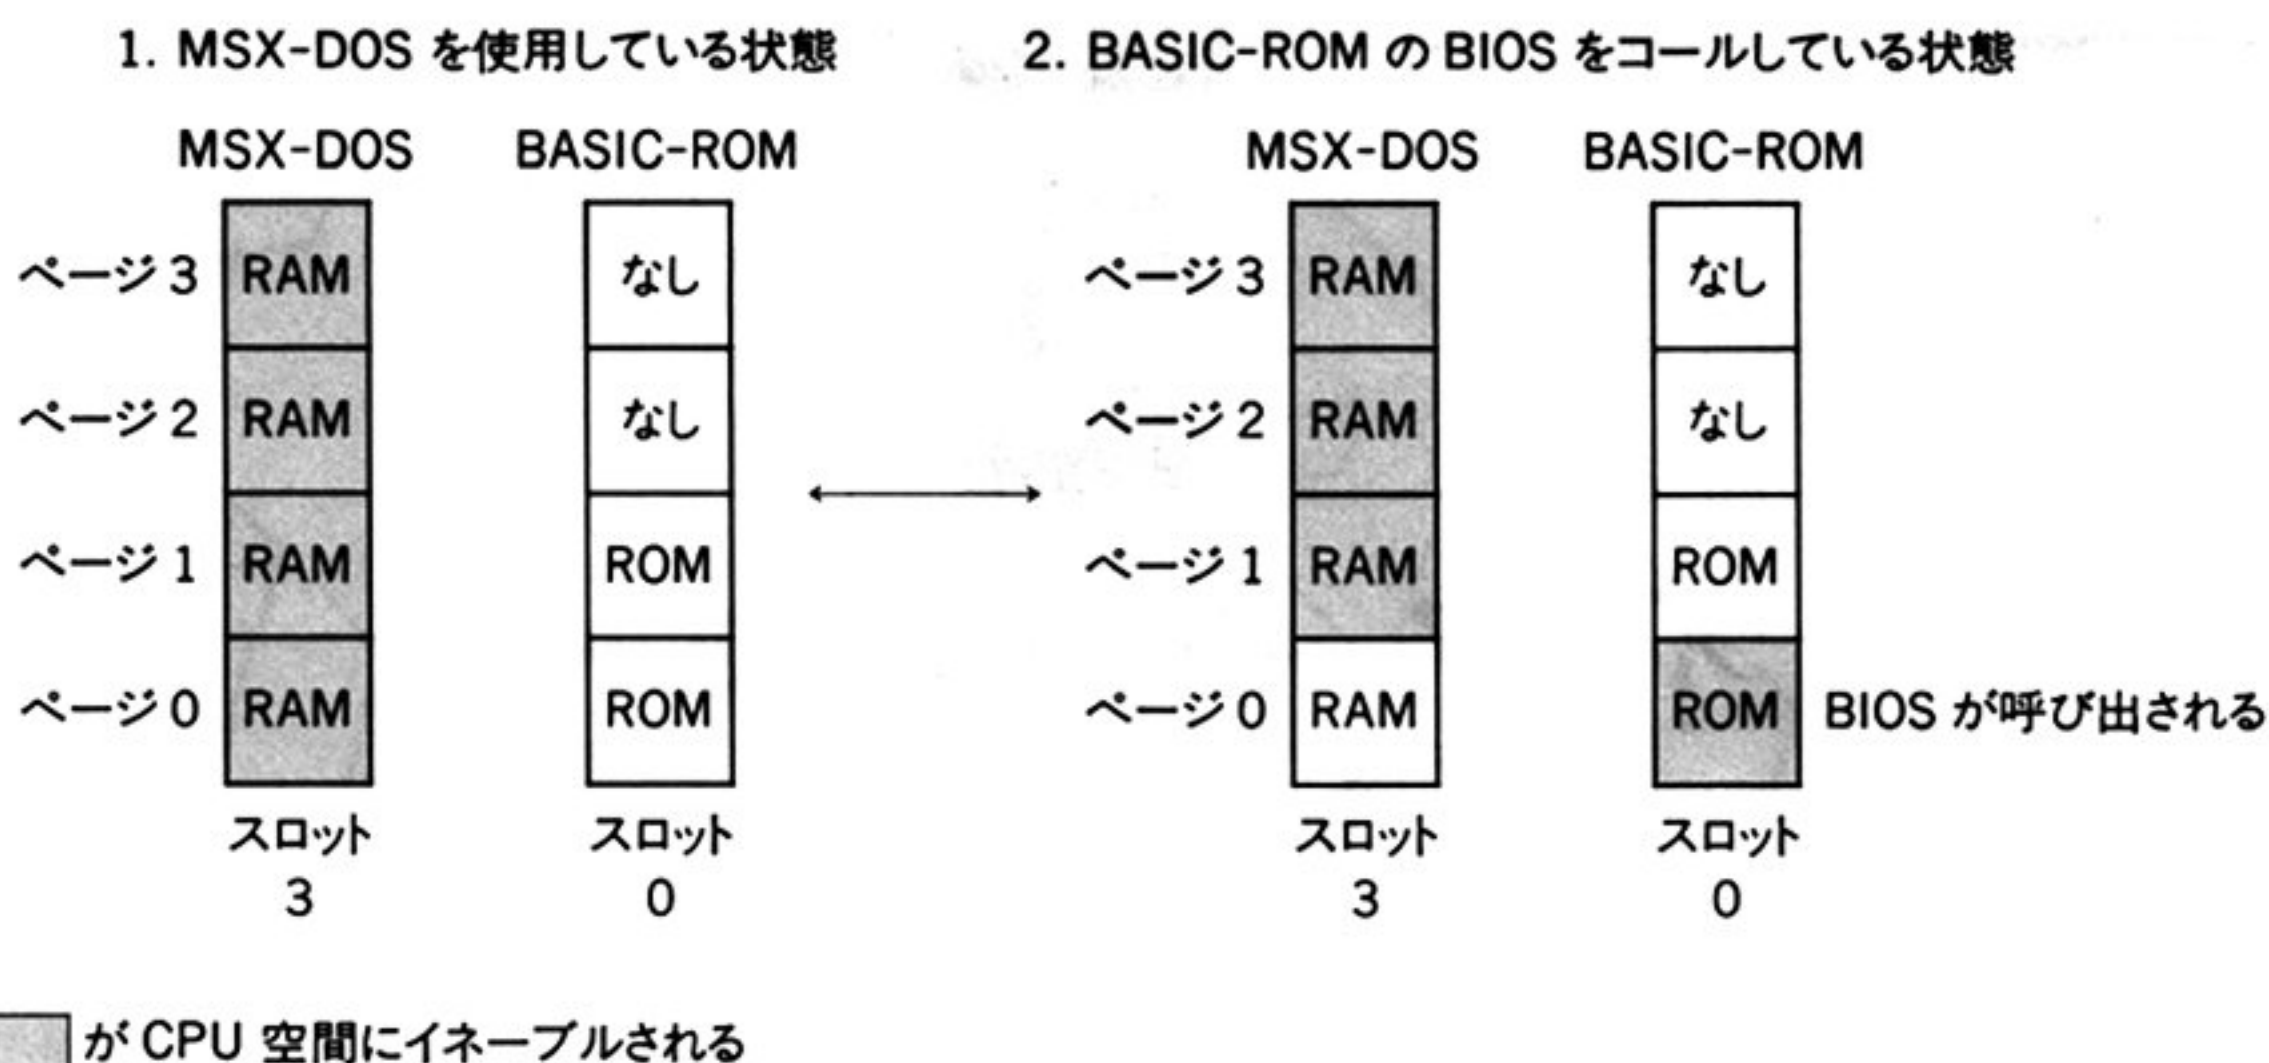 1. MSX-DOS を使用している状態
MSX-DOS BASIC-ROM
ページ3 RAM なし
ページ2 RAM なし
ページ1 RAM ROM
ページ0 RAM ROM
スロット スロット
3 0
2. BASIC-ROM の BIOS をコールしている状態
MSX-DOS BASIC-ROM
ページ3 RAM なし
ページ2 RAM なし
ページ1 RAM ROM
ページ0 RAM ROM BIOS が呼び出される
スロット スロット
3 0
が CPU 空間にイネーブルされる